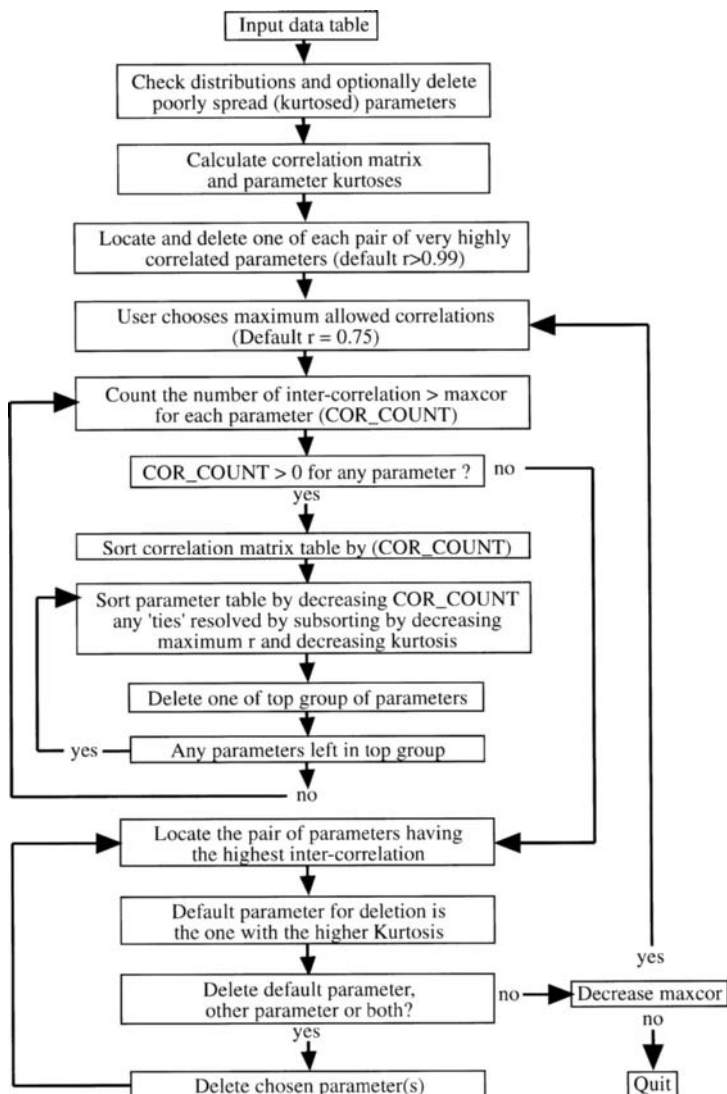 Input data table
Check distributions and optionally delete
poorly spread (kurtosed) parameters
Calculate correlation matrix
and parameter kurtoses
Locate and delete one of each pair of very highly
correlated parameters (default r>0.99)
User chooses maximum allowed correlations
(Default r = 0.75)
Count the number of inter-correlation > maxcor
for each parameter (COR_COUNT)
COR_COUNT > 0 for any parameter ?
no
yes
Sort correlation matrix table by (COR_COUNT)
Sort parameter table by decreasing COR_COUNT
any 'ties' resolved by subsorting by decreasing
maximum r and decreasing kurtosis
Delete one of top group of parameters
yes
Any parameters left in top group
no
Locate the pair of parameters having
the highest inter-correlation
Default parameter for deletion is
the one with the higher Kurtosis
yes
Delete default parameter,
other parameter or both?
no
Decrease maxcor
yes
no
Delete chosen parameter(s)
Quit